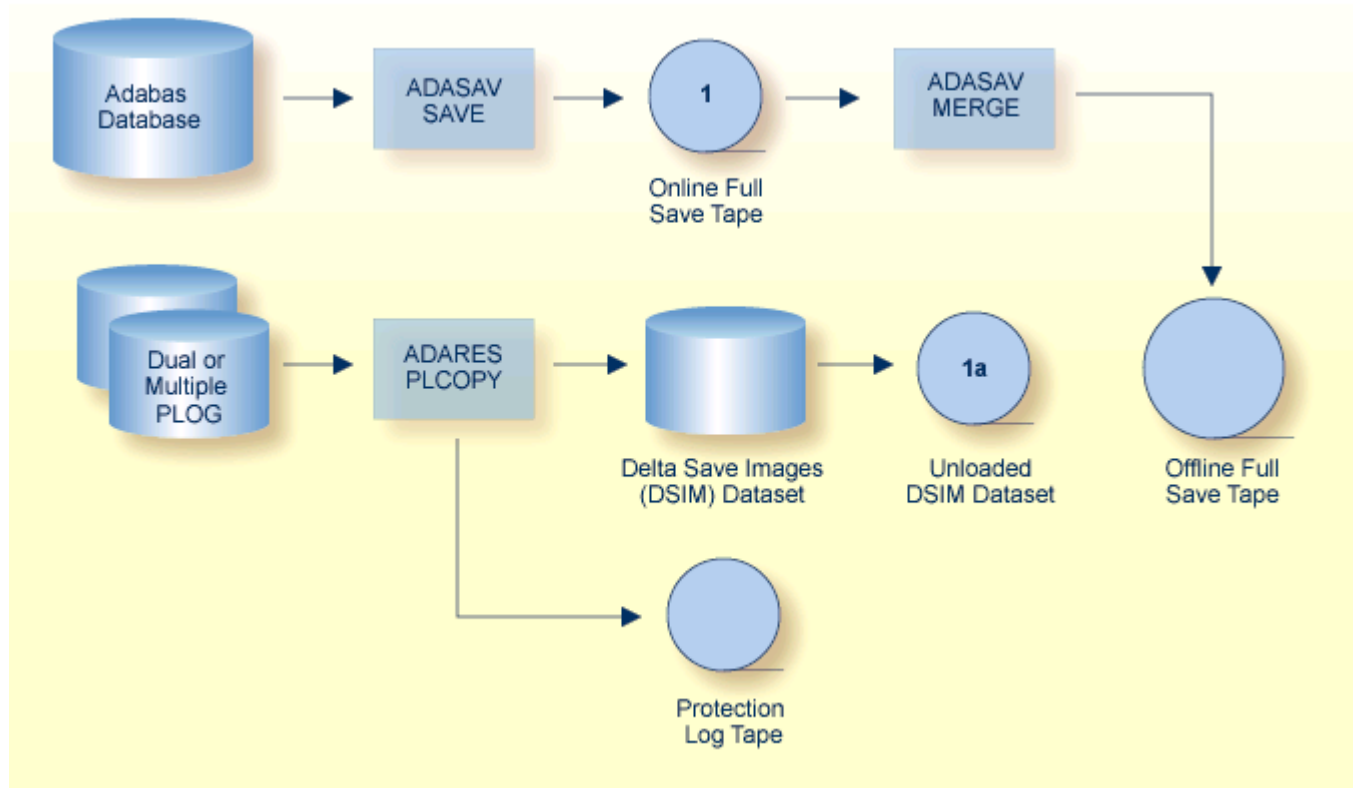 Adabas
Database
ADASAV
SAVE
1
Online Full
Save Tape
ADASAV
MERGE
Dual or
Multiple
PLOG
ADARES
PLCOPY
Delta Save Images
(DSIM) Dataset
1a
Unloaded
DSIM Dataset
Offline Full
Save Tape
Protection
Log Tape